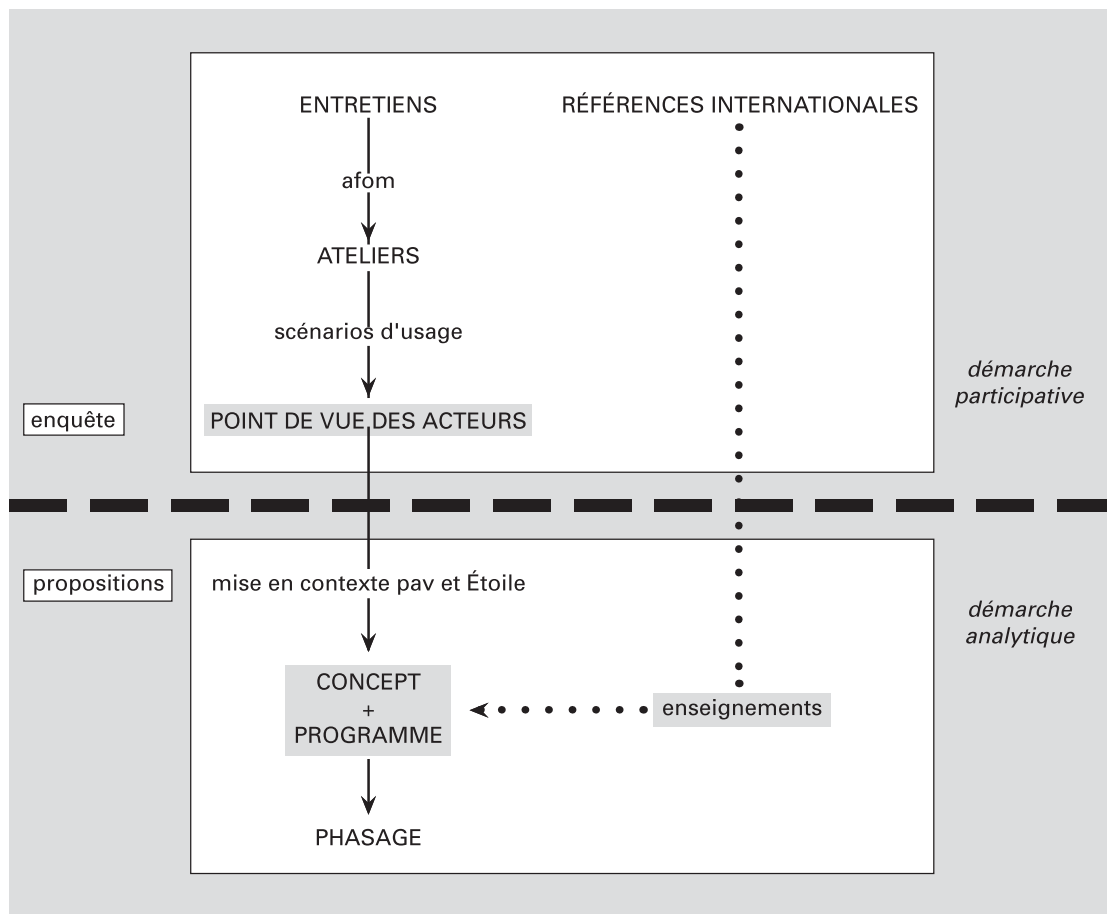 ENTRETIENS
RÉFÉRENCES INTERNATIONALES
afom
ATELIERS
scénarios d'usage
démarche
participative
enquête
POINT DE VUE DES ACTEURS
propositions
mise en contexte pav et Étoile
démarche
analytique
CONCEPT
+
PROGRAMME
enseignements
PHASAGE